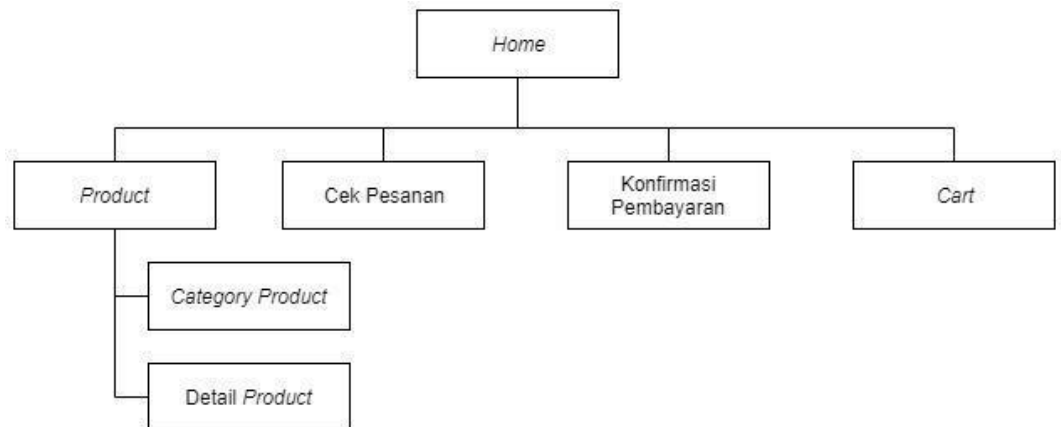 Home
Product
Cek Pesanan
Konfirmasi
Pembayaran
Cart
Category Product
Detail Product